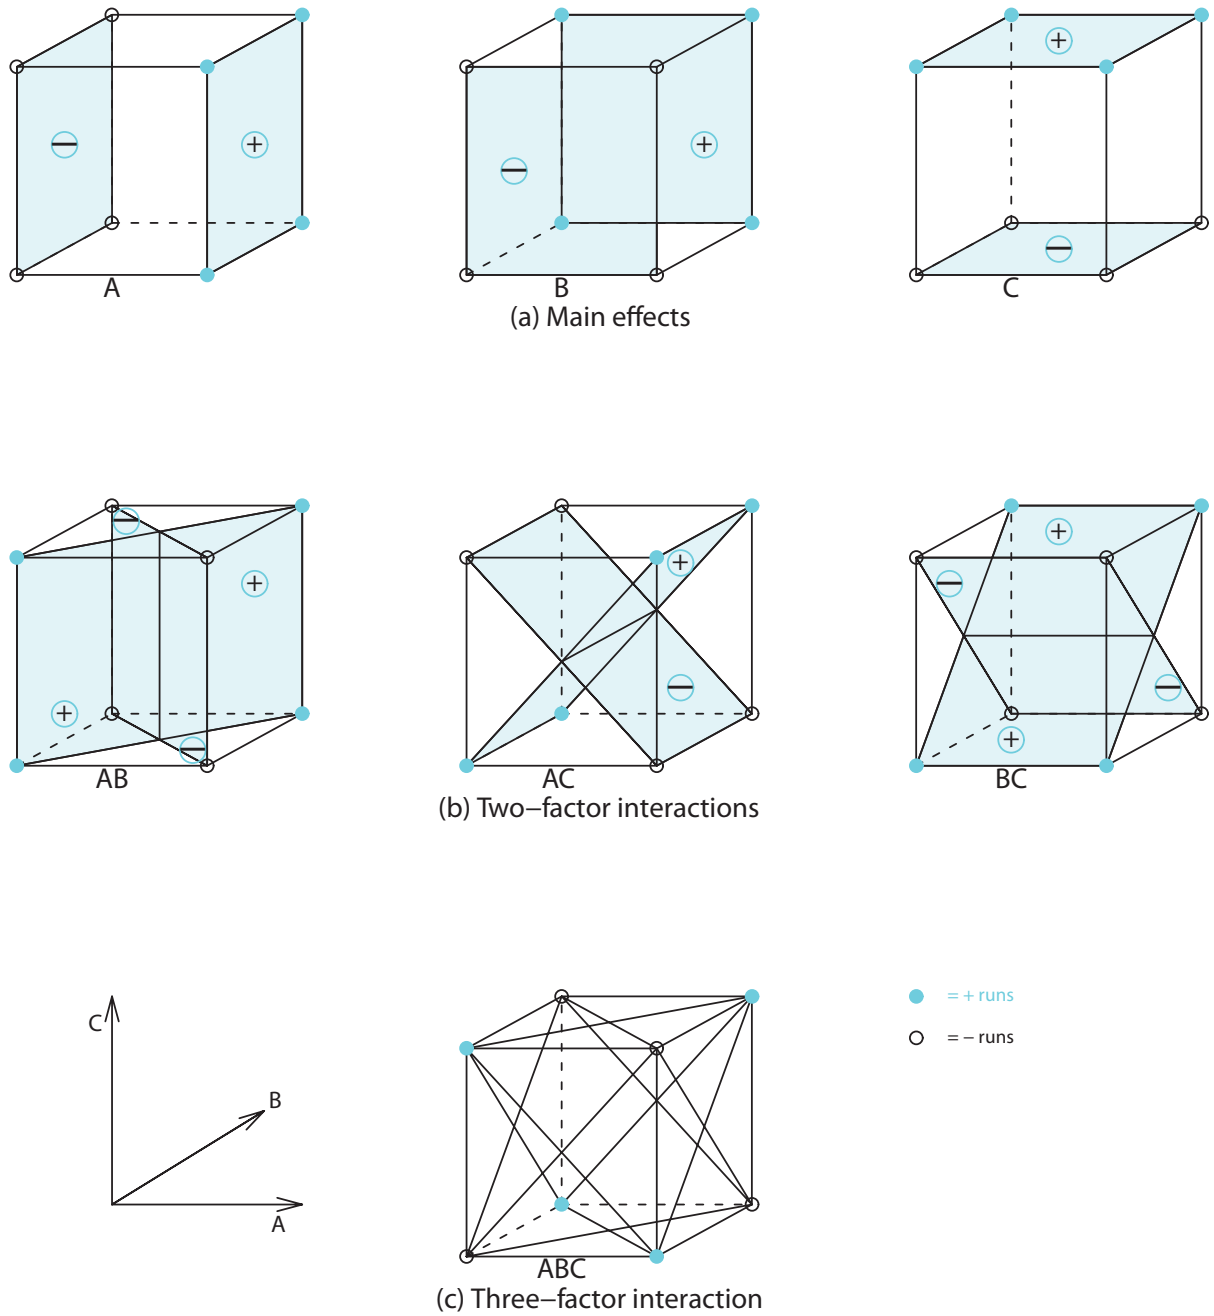 − +
A
− +
B
+
−
C
(a) Main effects
−
+
+
−
AB
+
−
AC
+
−
−
+
BC
(b) Two−factor interactions
C
B
A
ABC
(c) Three−factor interaction
= + runs
= − runs